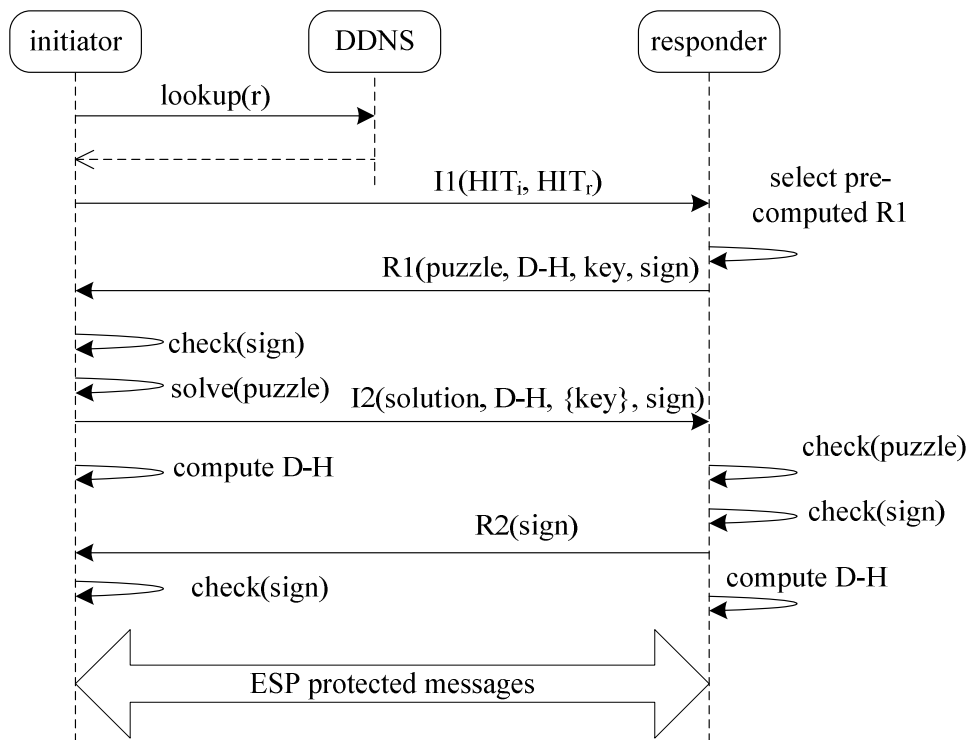 initiator
DDNS
responder
lookup(r)
I1(HITi, HITr)
select pre-
computed R1
R1(puzzle, D-H, key, sign)
check(sign)
solve(puzzle)
I2(solution, D-H, {key}, sign)
compute D-H
check(puzzle)
check(sign)
R2(sign)
check(sign)
compute D-H
ESP protected messages